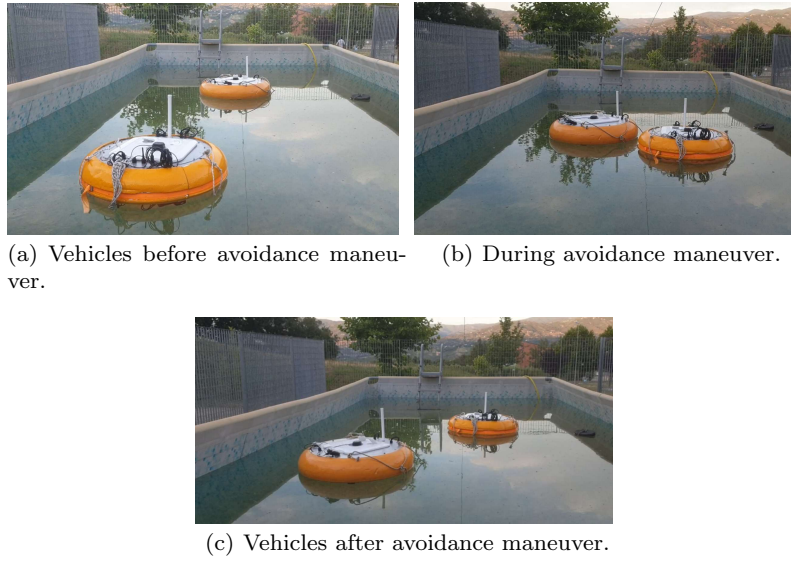 (a) Vehicles before avoidance maneu-
ver.
(b) During avoidance maneuver.
(c) Vehicles after avoidance maneuver.